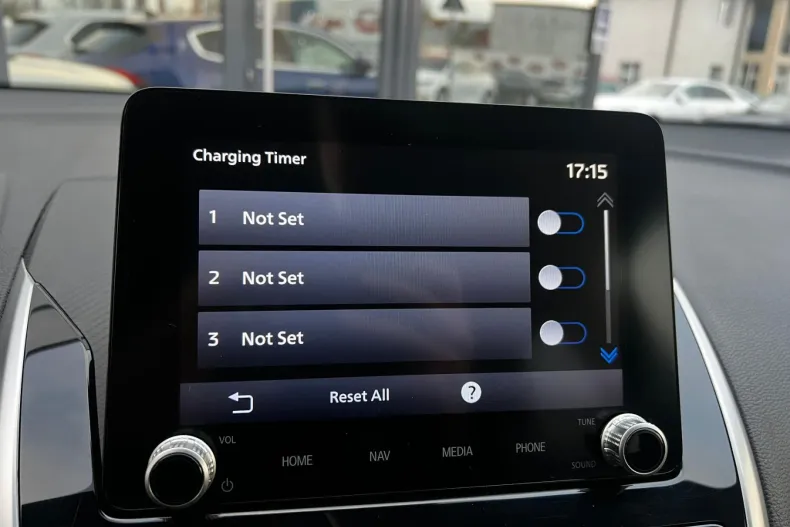 Charging Timer
17:15
1 Not Set
2 Not Set
3 Not Set
Reset All ?
VOL
TUNE
HOME NAV MEDIA PHONE
SOUND